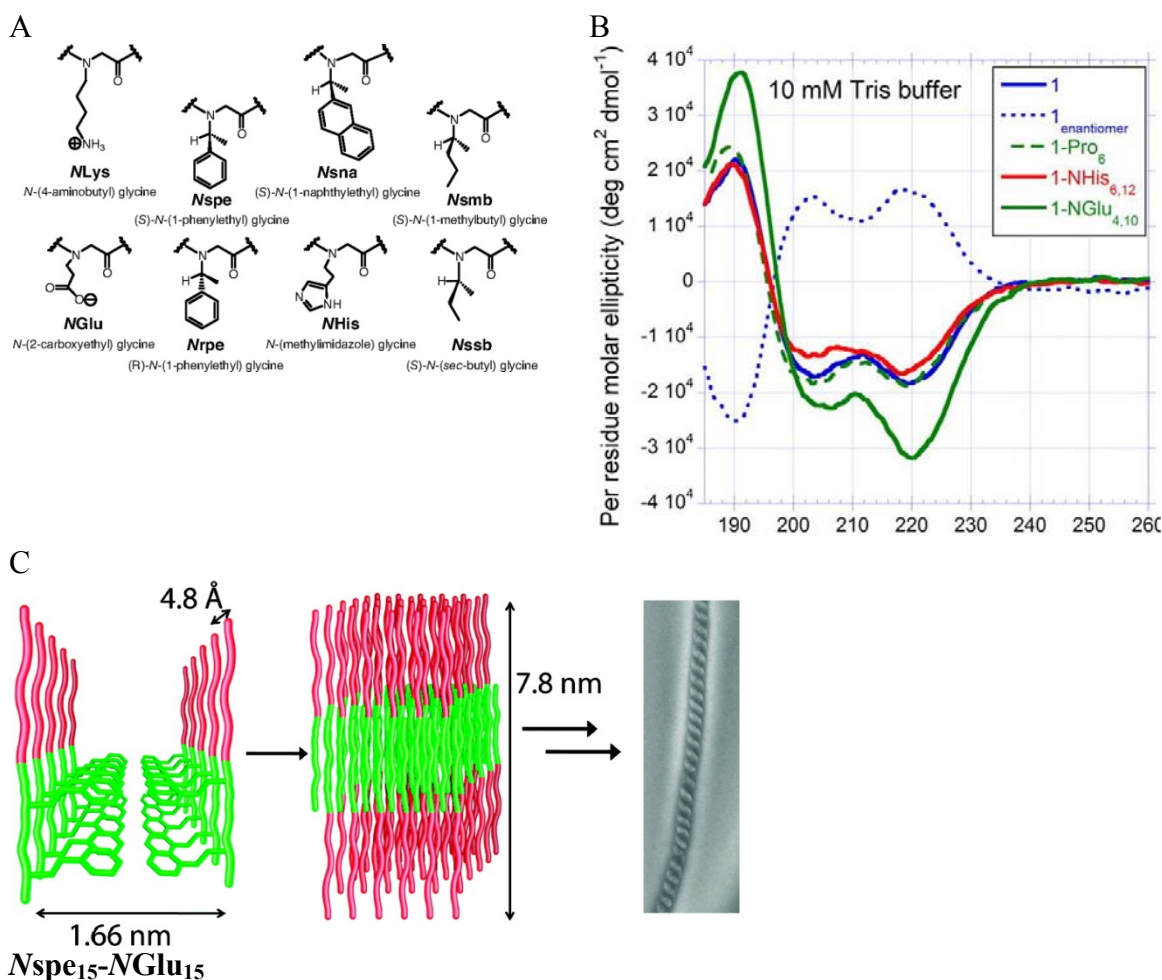 A
NLys
N-(4-aminobutyl) glycine
⊕
NH₃
N
O
Nspe
(S)-N-(1-phenylethyl) glycine
H
N
O
Nsna
(S)-N-(1-naphthylethyl) glycine
H
N
O
Nsmb
(S)-N-(1-methylbutyl) glycine
H
N
O
NGlu
N-(2-carboxyethyl) glycine
O
O⊖
N
O
Nrpe
(R)-N-(1-phenylethyl) glycine
H
N
O
NHis
N-(methylimidazole) glycine
N
NH
N
O
Nssb
(S)-N-(sec-butyl) glycine
H
N
O
B
Per residue molar ellipticity (deg cm² dmol⁻¹)
4 10⁴
3 10⁴
2 10⁴
1 10⁴
0
-1 10⁴
-2 10⁴
-3 10⁴
-4 10⁴
10 mM Tris buffer
1
1enantiomer
1-Pro₆
1-NHis₆,₁₂
1-NGlu₄,₁₀
190 200 210 220 230 240 250 260
C
4.8 Å
7.8 nm
1.66 nm
Nspe₁₅-NGlu₁₅